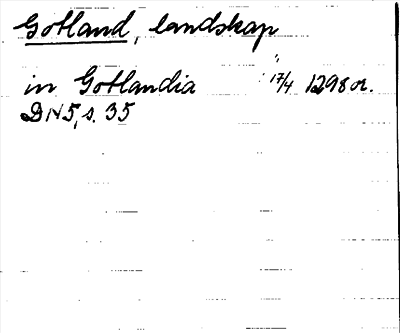 Gotland, landskap
in Gotlandia 17/4 1298 or.
DN5, s. 35